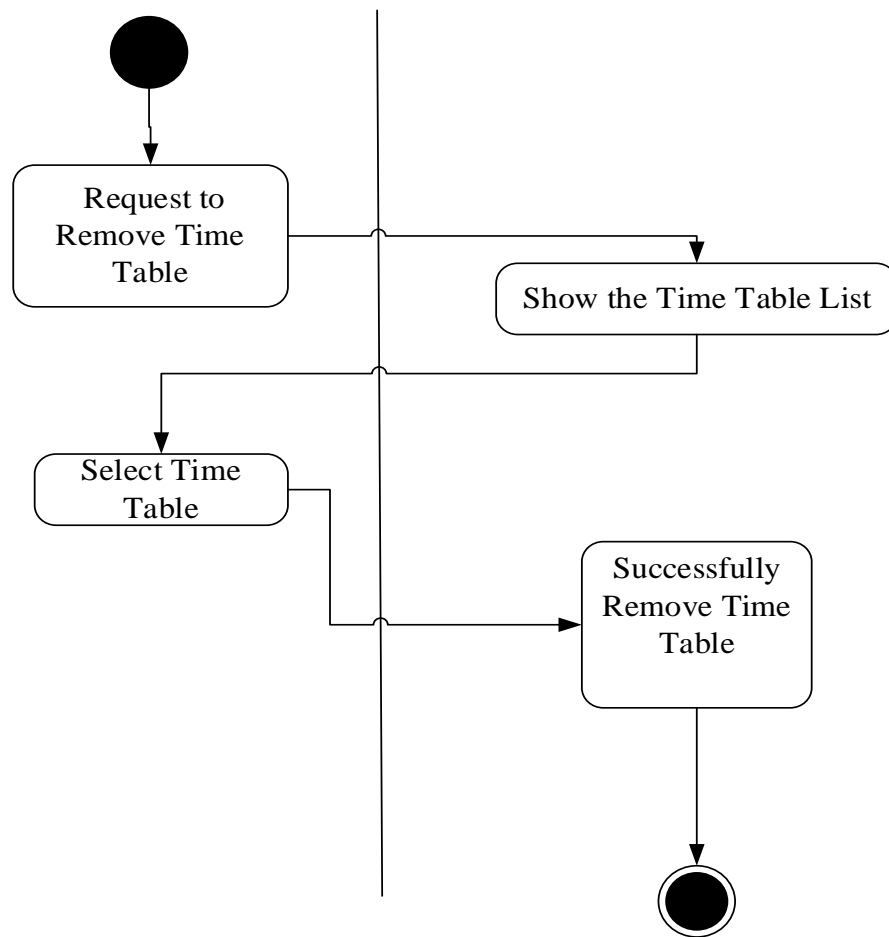 Request to
Remove Time
Table
Show the Time Table List
Select Time
Table
Successfully
Remove Time
Table